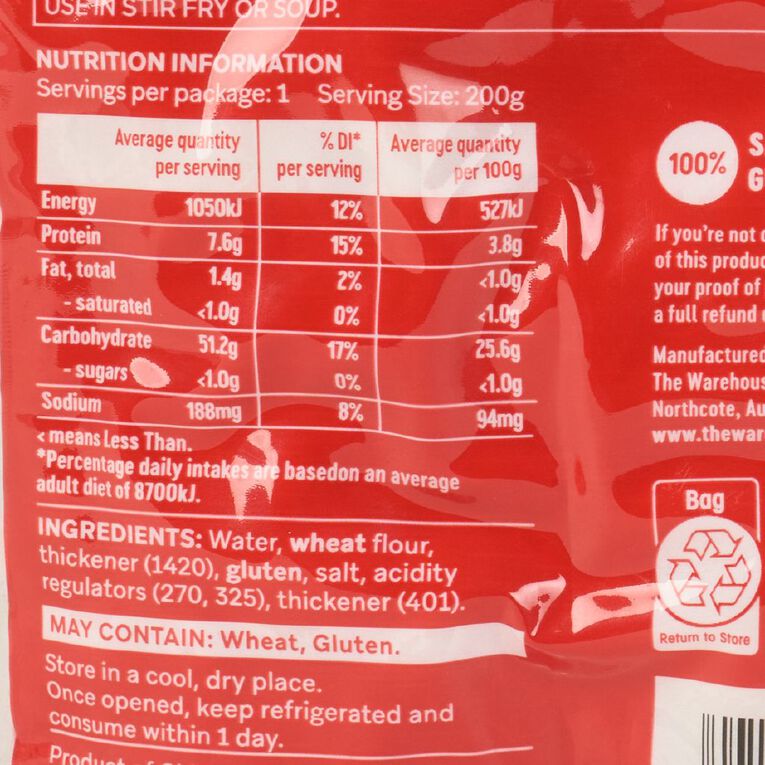 USE IN STIR FRY OR SOUP.
NUTRITION INFORMATION
Servings per package: 1 Serving Size: 200g
Average quantity per serving % DI* per serving Average quantity per 100g
Energy 1050kJ 12% 527kJ
Protein 7.6g 15% 3.8g
Fat, total 1.4g 2% <1.0g
- saturated <1.0g 0% <1.0g
Carbohydrate 51.2g 17% 25.6g
- sugars <1.0g 0% <1.0g
Sodium 188mg 8% 94mg
< means Less Than.
*Percentage daily intakes are basedon an average
adult diet of 8700kJ.
INGREDIENTS: Water, wheat flour,
thickener (1420), gluten, salt, acidity
regulators (270, 325), thickener (401).
MAY CONTAIN: Wheat, Gluten.
Store in a cool, dry place.
Once opened, keep refrigerated and
consume within 1 day.
Product of
100%
If you're not
of this produc
your proof of
a full refund
Manufactured
The Warehous
Northcote, Au
www.thewar
Bag
Return to Store